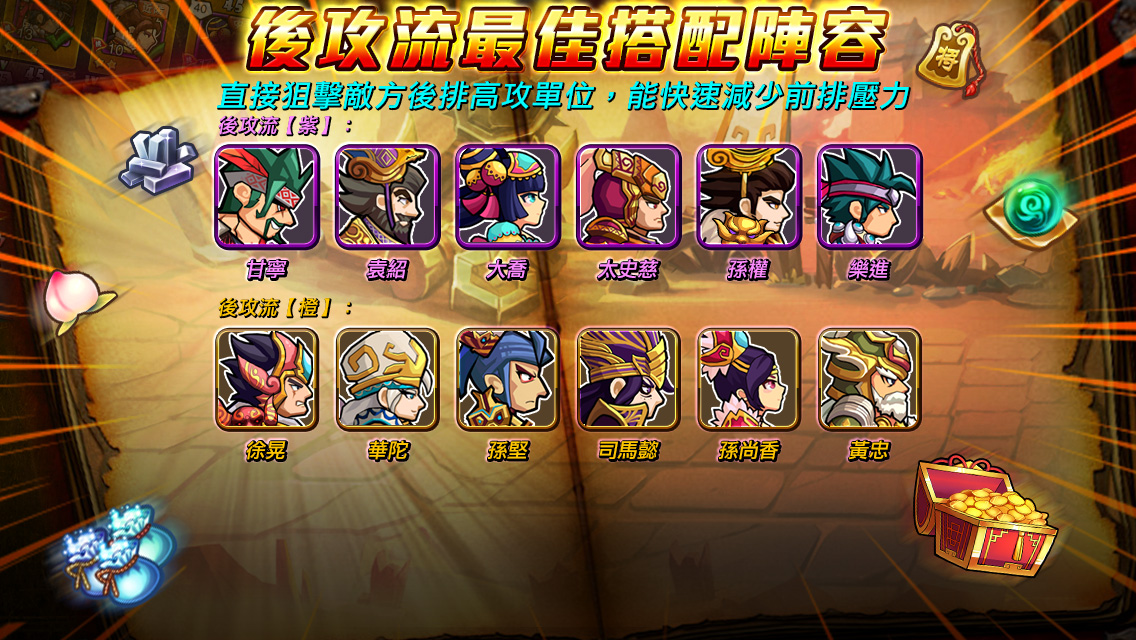 後攻流最佳搭配陣容
將
直接狙擊敵方後排高攻單位，能快速減少前排壓力
後攻流【紫】：
甘寧 袁紹 大喬 太史慈 孫權 樂進
後攻流【橙】：
徐晃 華陀 孫堅 司馬懿 孫尚香 黃忠